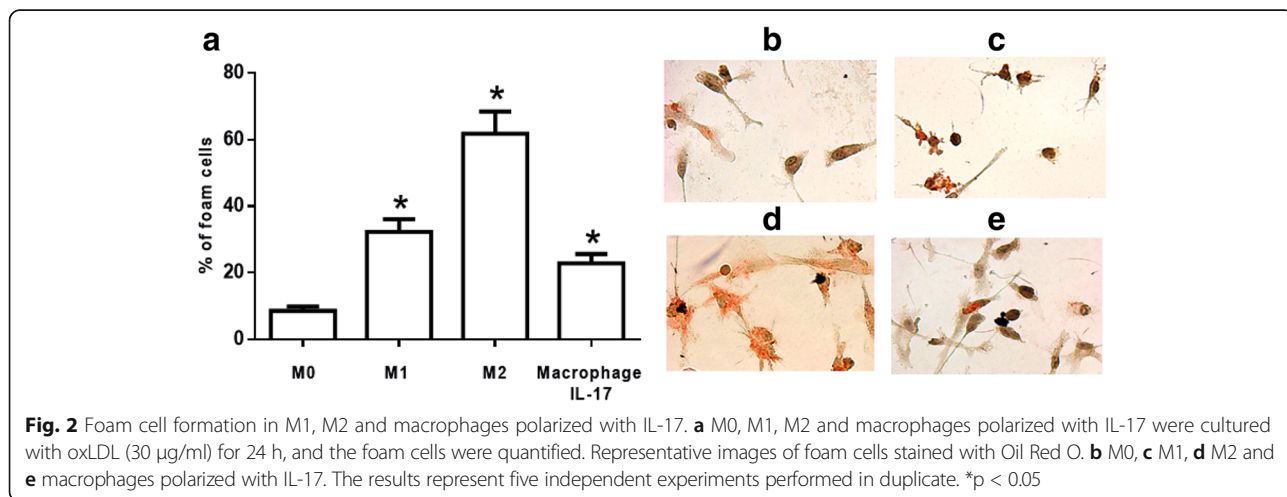 a
% of foam cells
80
60
40
20
0
*
*
*
M0
M1
M2
Macrophage
IL-17
b
c
d
e
Fig. 2 Foam cell formation in M1, M2 and macrophages polarized with IL-17. a M0, M1, M2 and macrophages polarized with IL-17 were cultured
with oxLDL (30 μg/ml) for 24 h, and the foam cells were quantified. Representative images of foam cells stained with Oil Red O. b M0, c M1, d M2 and
e macrophages polarized with IL-17. The results represent five independent experiments performed in duplicate. *p < 0.05